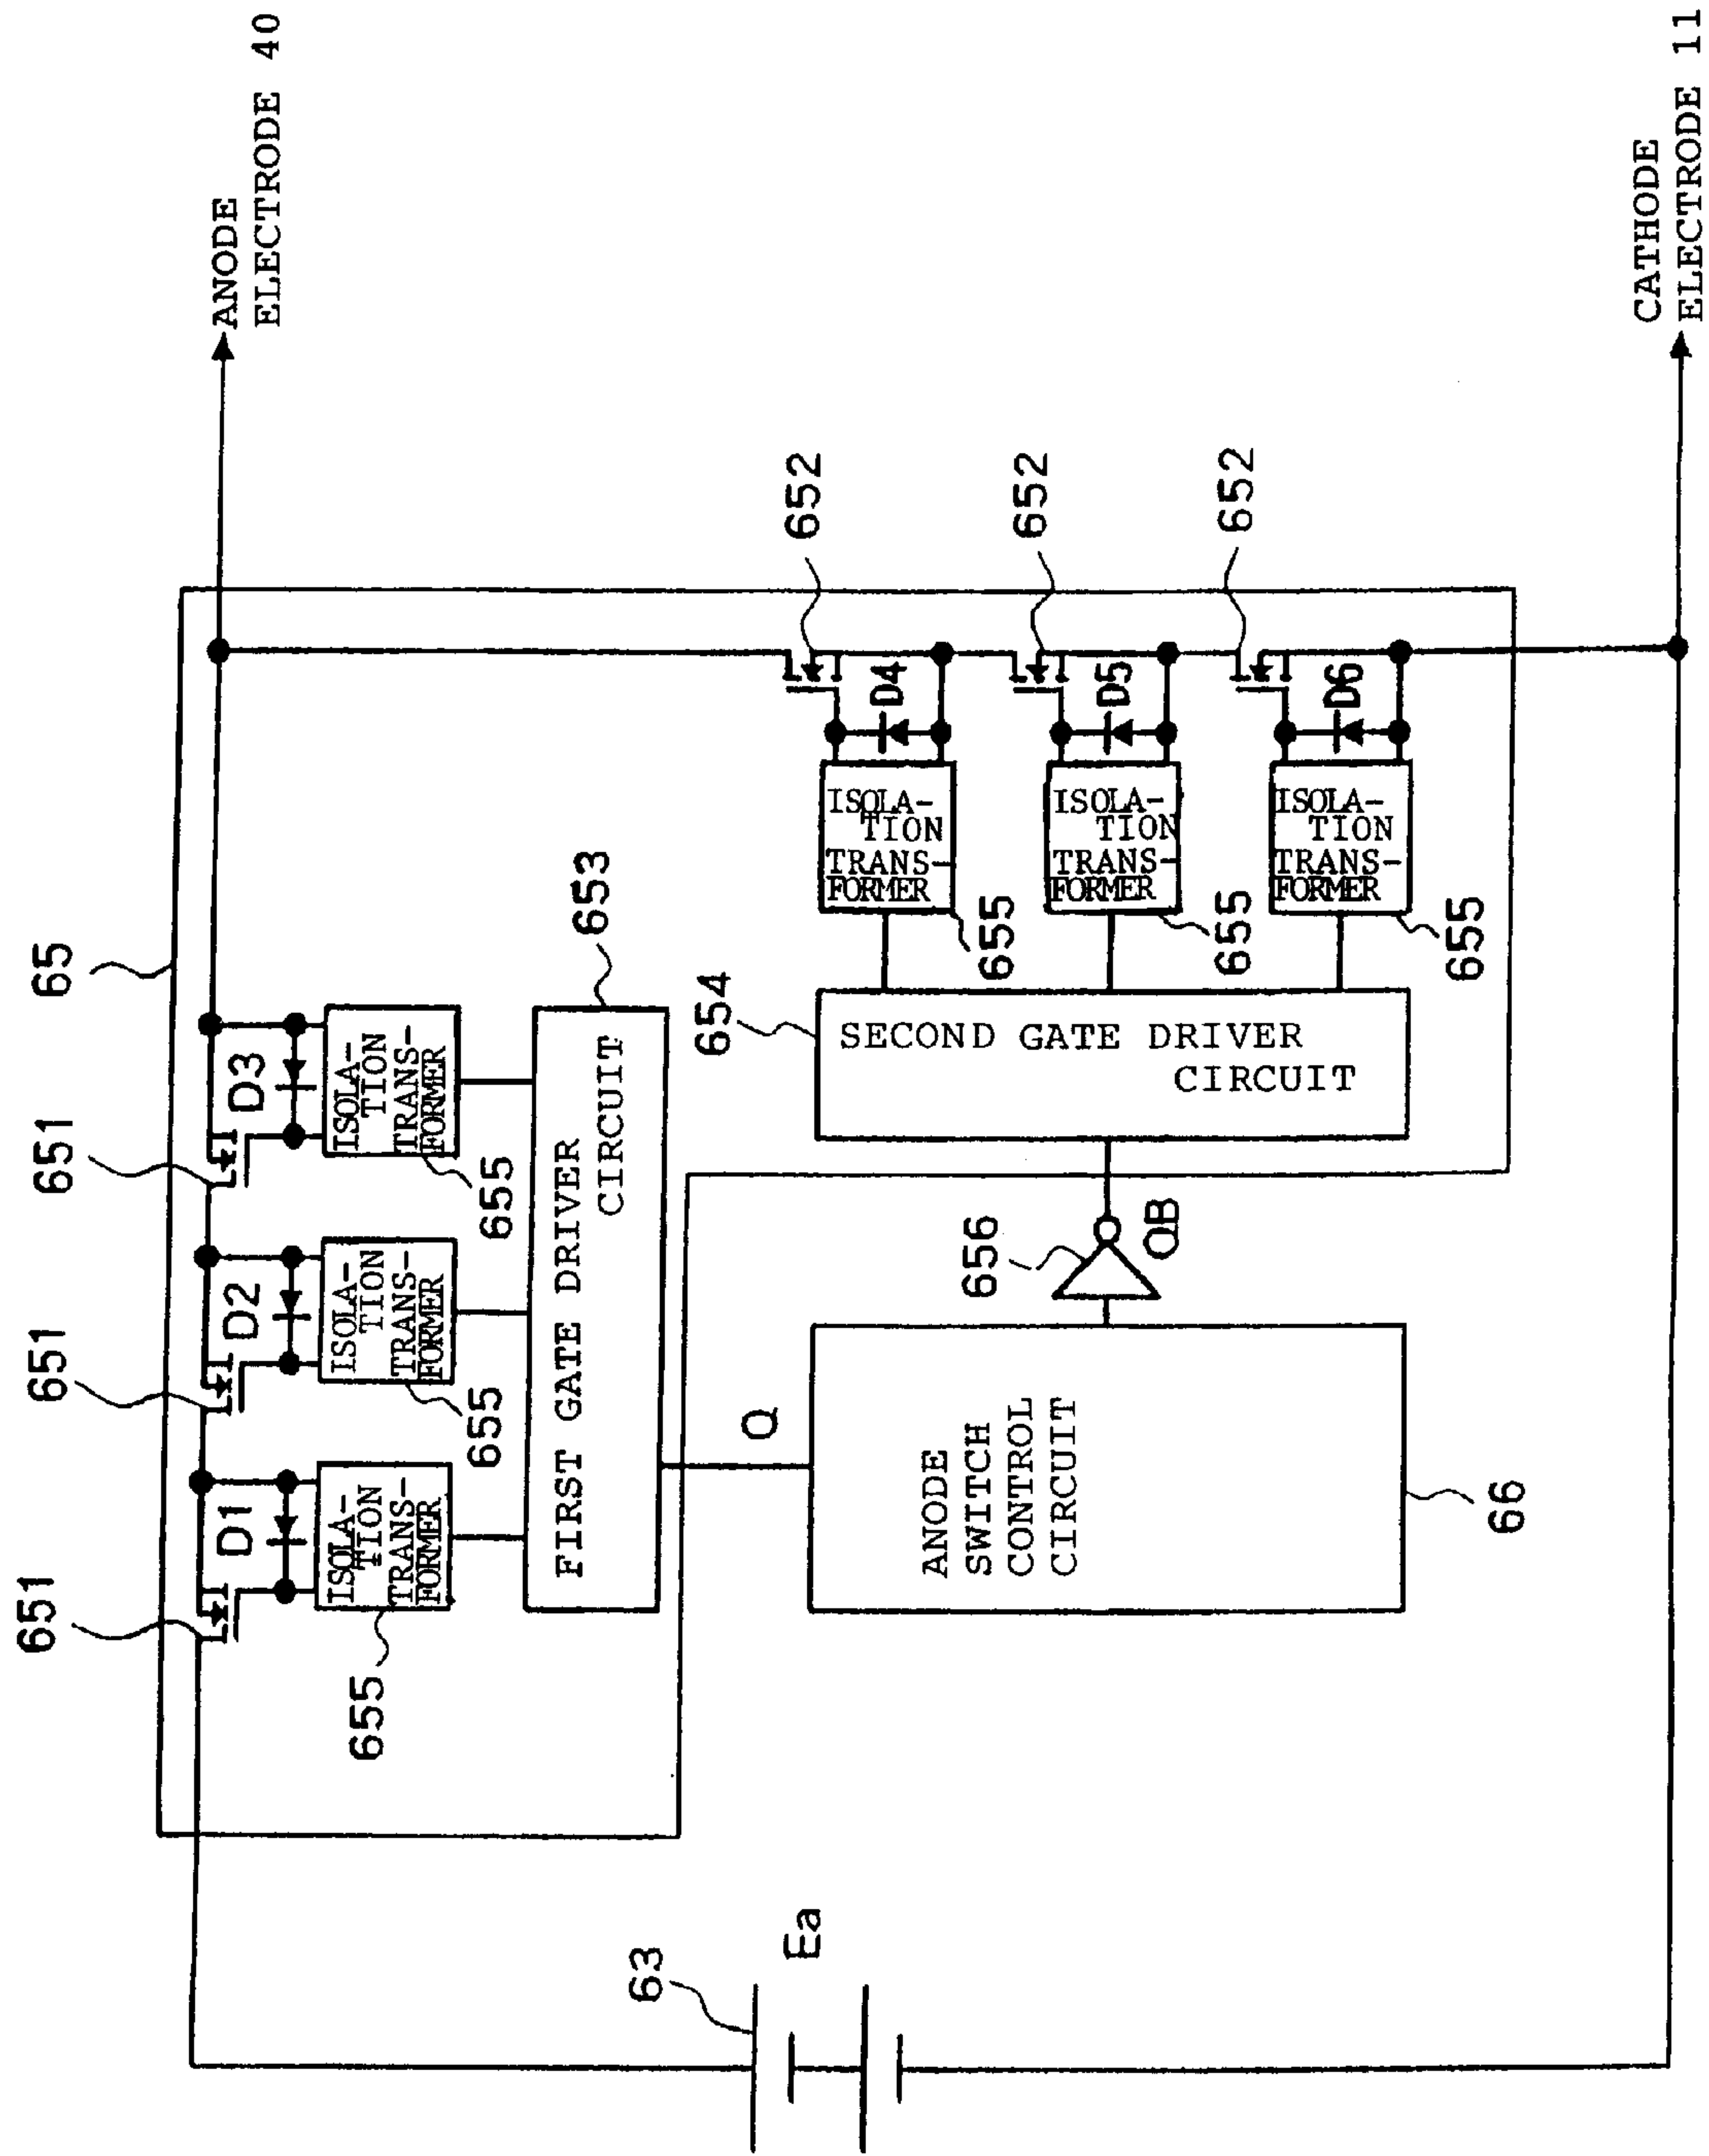 ANODE
ELECTRODE 40
CATHODE
ELECTRODE 11
65
651
651
651
D1
D2
D3
ISOLA-
TION
TRANS-
FORMER
ISOLA-
TION
TRANS-
FORMER
ISOLA-
TION
TRANS-
FORMER
655
655
655
653
FIRST GATE DRIVER
CIRCUIT
652
652
652
D4
D5
D6
ISOLA-
TION
TRANS-
FORMER
ISOLA-
TION
TRANS-
FORMER
ISOLA-
TION
TRANS-
FORMER
655
655
655
654
SECOND GATE DRIVER
CIRCUIT
656
QB
Q
ANODE
SWITCH
CONTROL
CIRCUIT
66
63
Ea